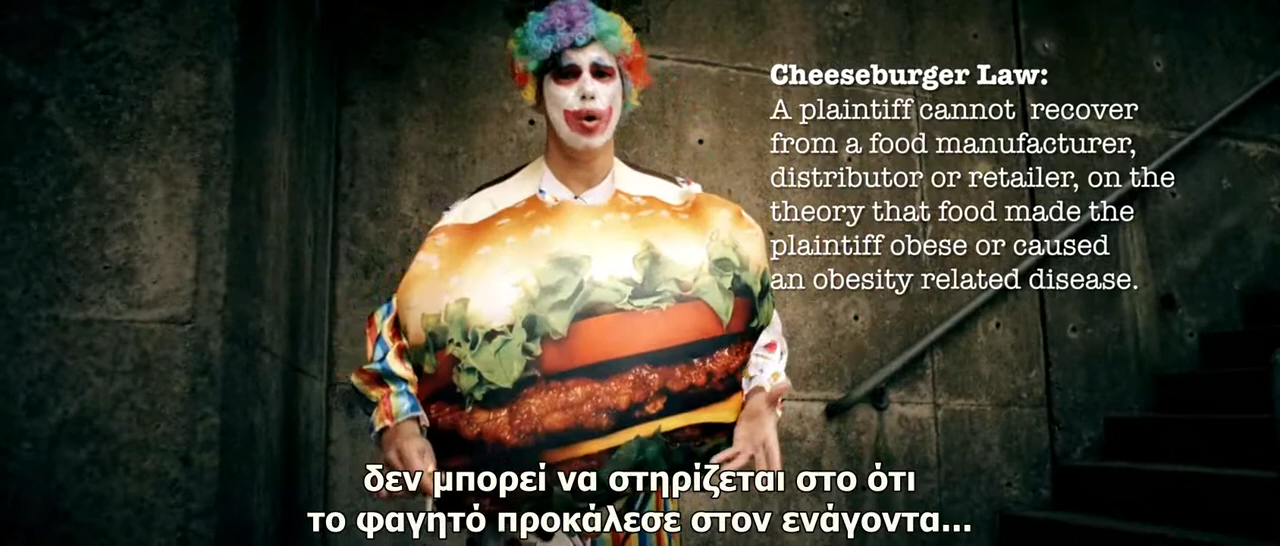 Cheeseburger Law:
A plaintiff cannot recover
from a food manufacturer,
distributor or retailer, on the
theory that food made the
plaintiff obese or caused
an obesity related disease.
δεν μπορεί να στηρίζεται στο ότι
το φαγητό προκάλεσε στον ενάγοντα...